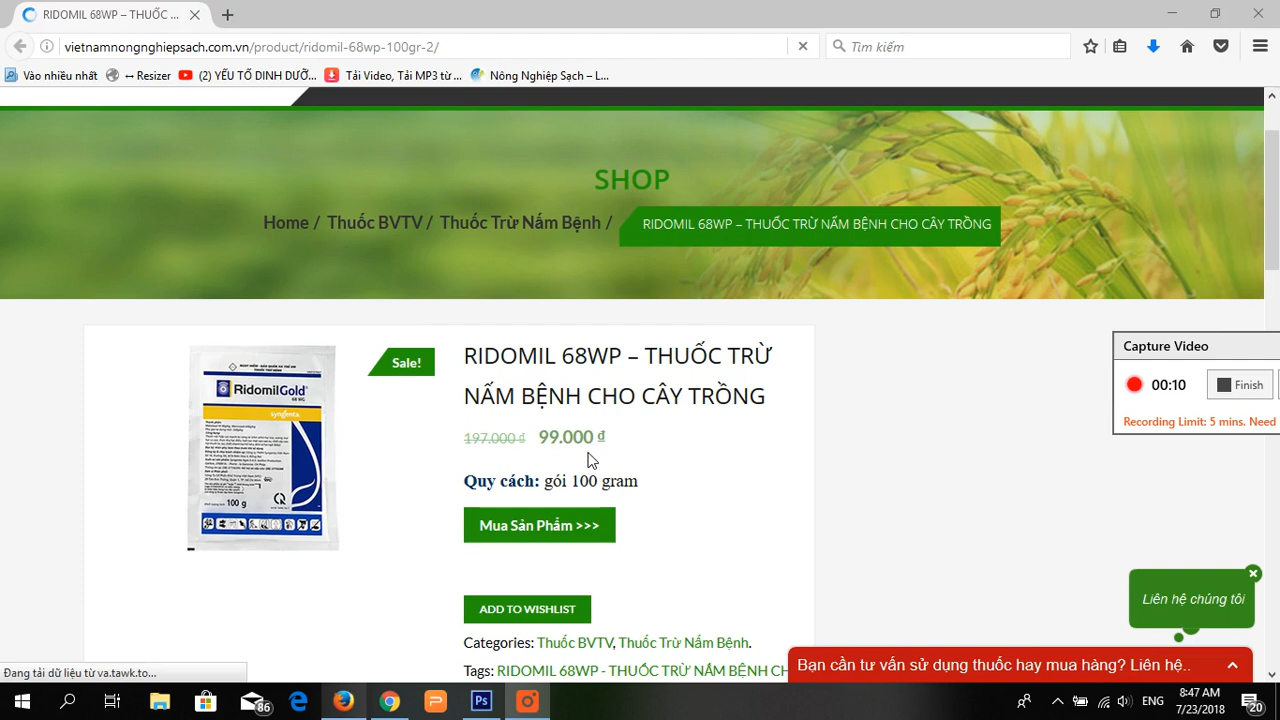 RIDOMIL 68WP – THUỐC ...
vietnamnongnghiepsach.com.vn/product/ridomil-68wp-100gr-2/
Tìm kiếm
Vào nhiều nhất
Resizer
(2) YẾU TỐ DINH DƯỠ...
Tải Video, Tải MP3 từ ...
Nông Nghiệp Sạch – L...
SHOP
Home / Thuốc BVTV / Thuốc Trừ Nấm Bệnh / RIDOMIL 68WP – THUỐC TRỪ NẤM BỆNH CHO CÂY TRỒNG
Sale!
RIDOMIL 68WP – THUỐC TRỪ
NẤM BỆNH CHO CÂY TRỒNG
197.000 ₫ 99.000 ₫
Quy cách: gói 100 gram
Mua Sản Phẩm >>>
RidomilGold
68 WG
syngenta
100 g
ADD TO WISHLIST
Categories: Thuốc BVTV, Thuốc Trừ Nấm Bệnh.
Tags: RIDOMIL 68WP - THUỐC TRỪ NẤM BỆNH CH
Capture Video
00:10
Finish
Recording Limit: 5 mins. Need
Liên hệ chúng tôi
Bạn cần tư vấn sử dụng thuốc hay mua hàng? Liên hệ..
Đang tải dữ liệu từ va.tawk.to...
86
Ps
ENG
8:47 AM
7/23/2018
20